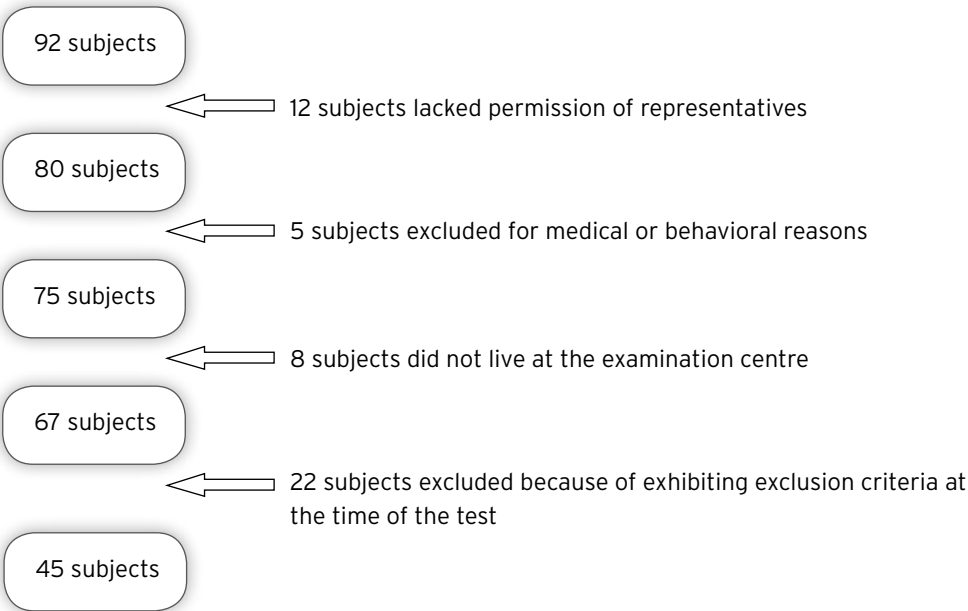 92 subjects
12 subjects lacked permission of representatives
80 subjects
5 subjects excluded for medical or behavioral reasons
75 subjects
8 subjects did not live at the examination centre
67 subjects
22 subjects excluded because of exhibiting exclusion criteria at
the time of the test
45 subjects